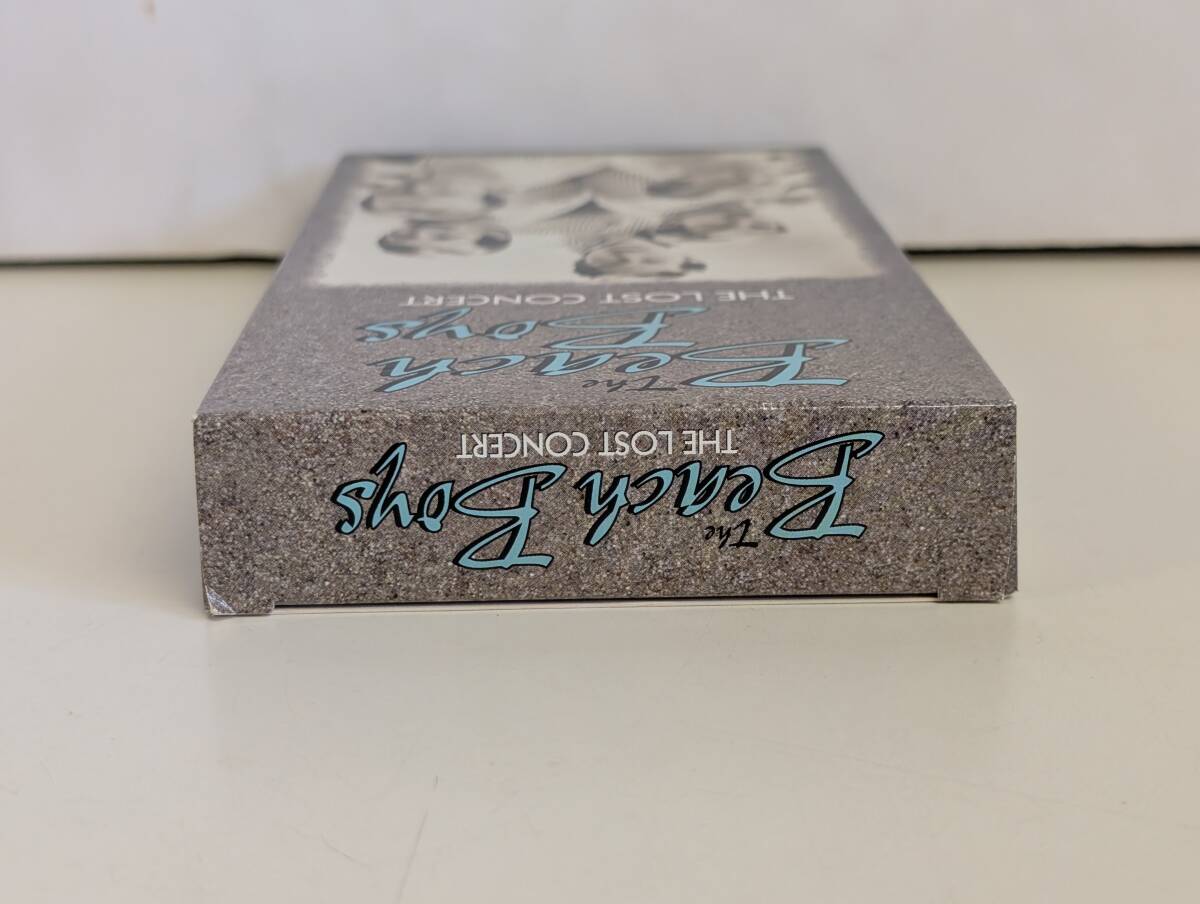 The
Beach
Boys
THE LOST CONCERT
The
Beach Boys
THE LOST CONCERT